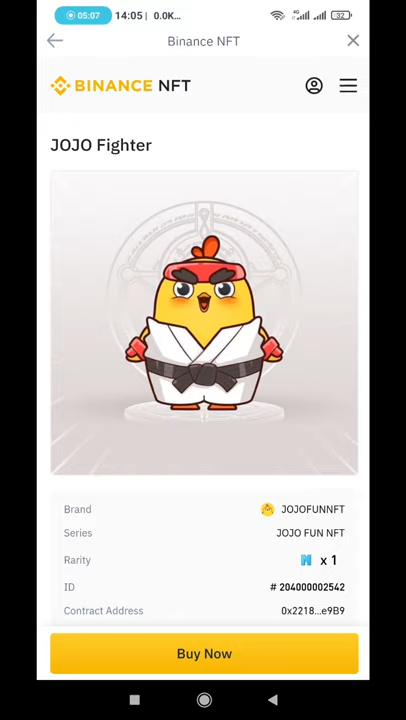 05:07 14:05 | 0.0K... 4G 32
Binance NFT
BINANCE NFT
JOJO Fighter
Brand JOJOFUNNFT
Series JOJO FUN NFT
Rarity N x 1
ID # 204000002542
Contract Address 0x2218...e9B9
Buy Now